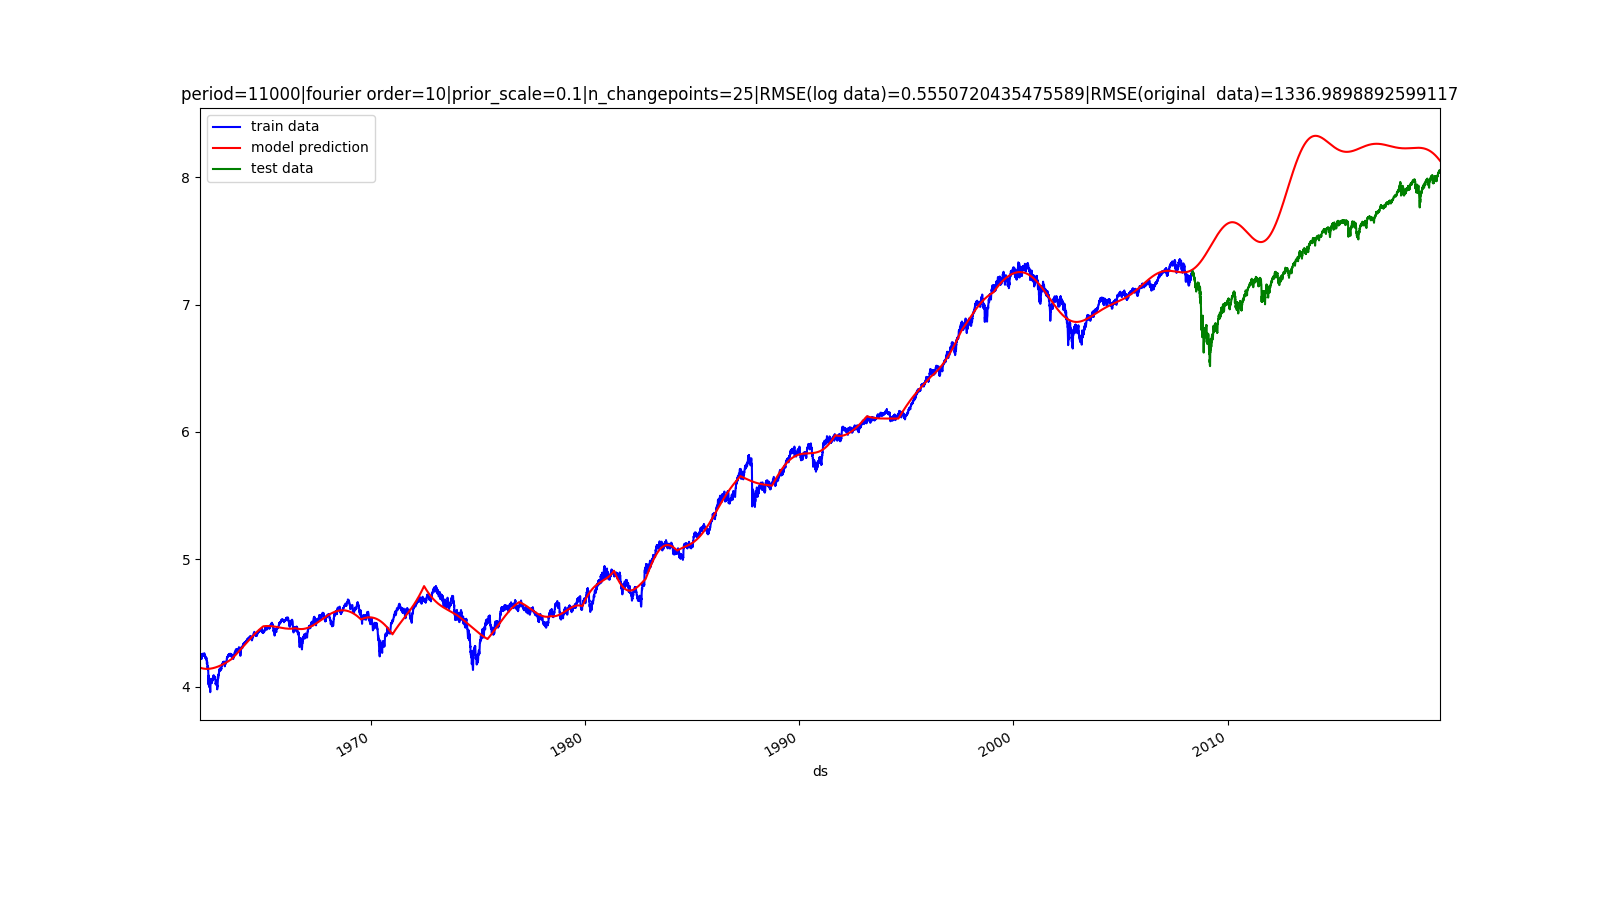 period=11000|fourier order=10|prior_scale=0.1|n_changepoints=25|RMSE(log data)=0.5550720435475589|RMSE(original  data)=1336.9898892599117
train data
model prediction
test data
8
7
6
5
4
1970
1980
1990
2000
2010
ds